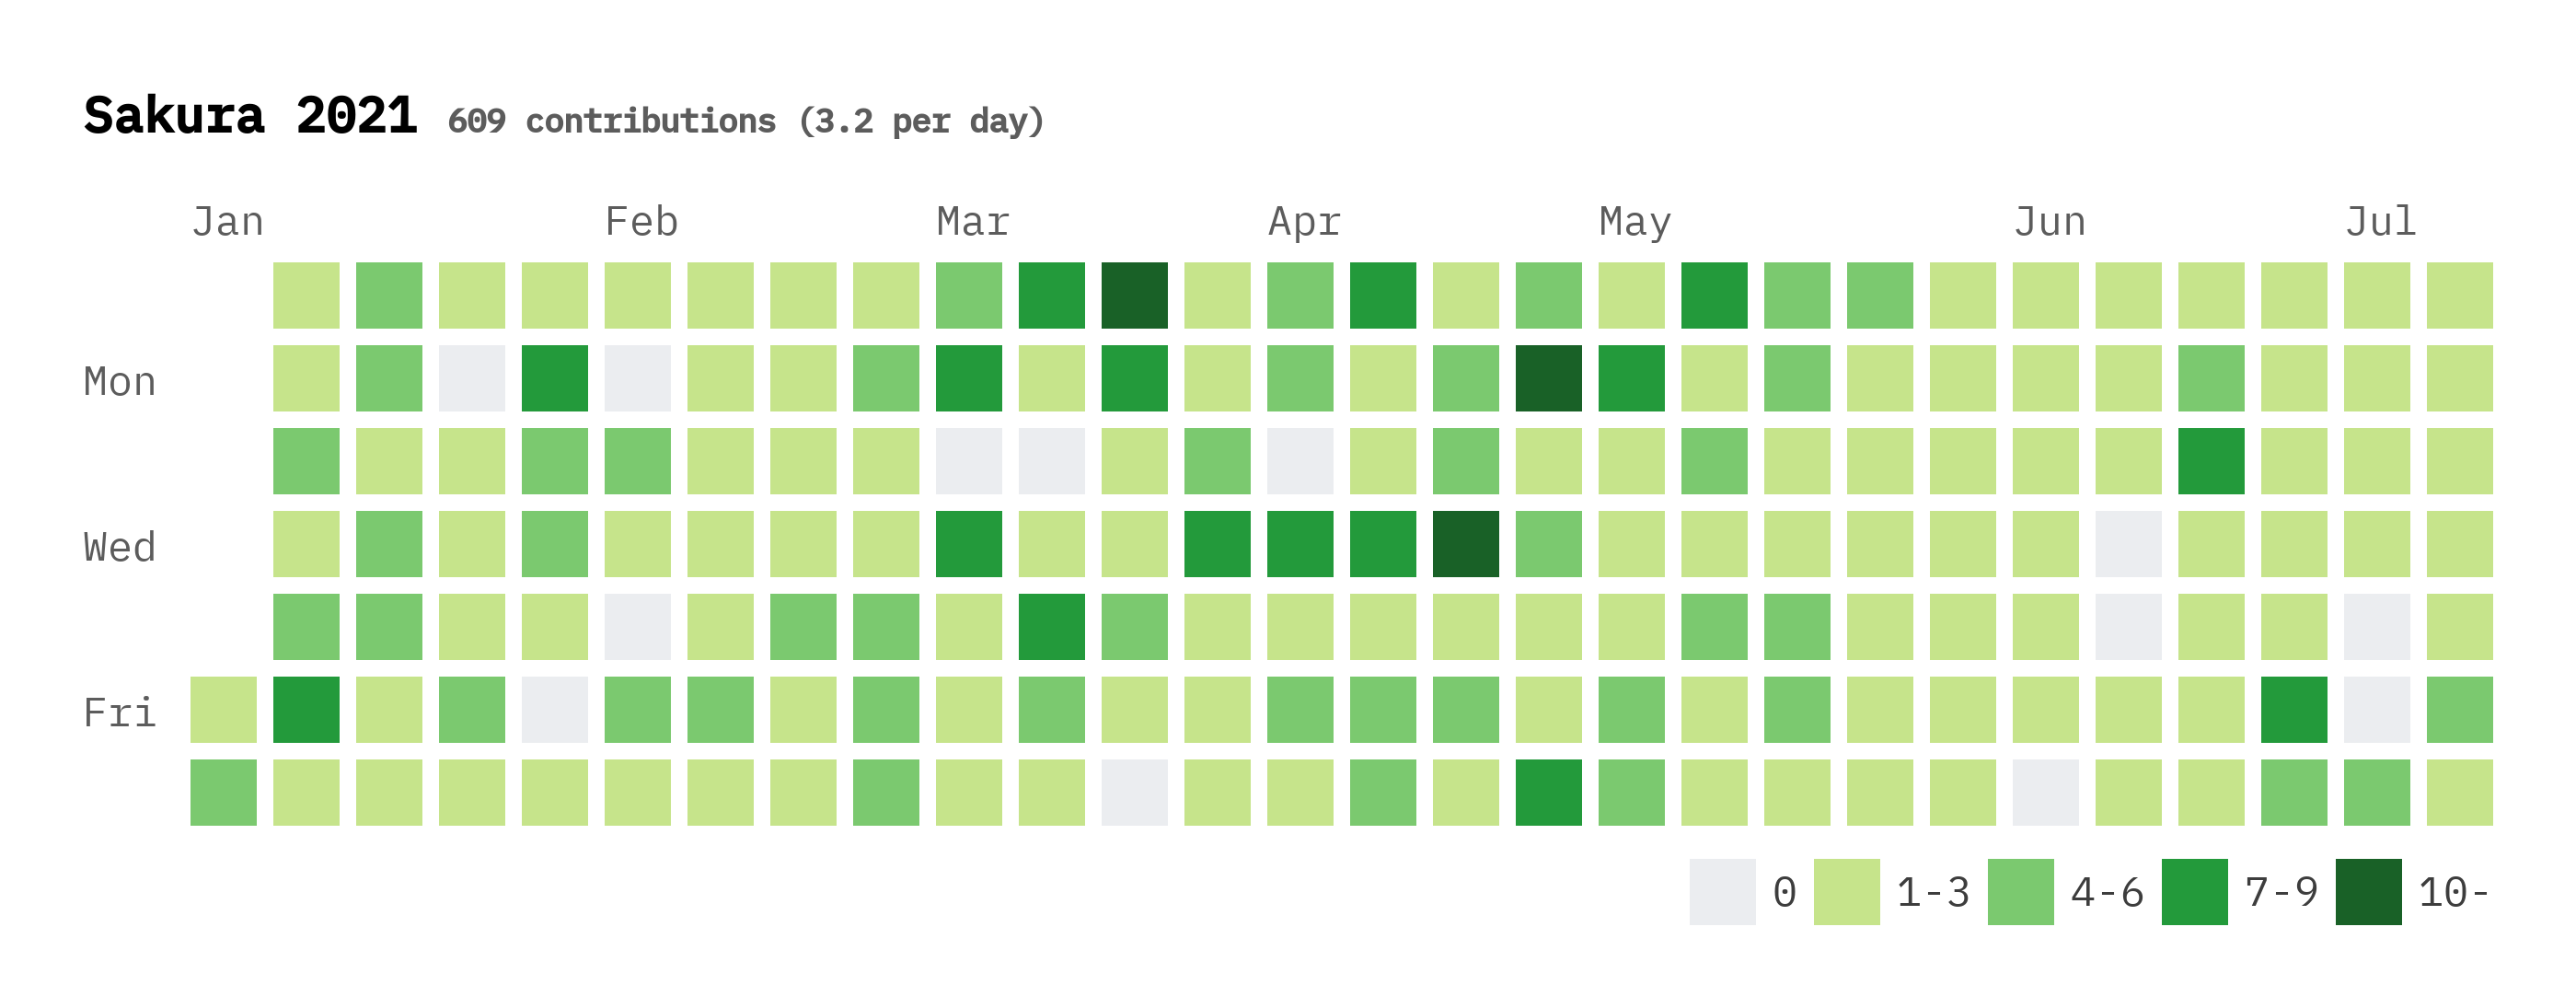 Sakura 2021 609 contributions (3.2 per day)
Jan Feb Mar Apr May Jun Jul
Mon
Wed
Fri
0 1-3 4-6 7-9 10-